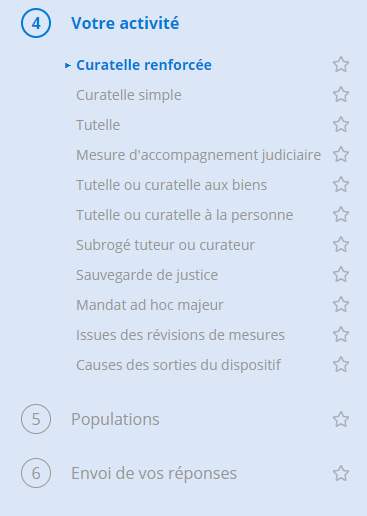 4 Votre activité
Curatelle renforcée
Curatelle simple
Tutelle
Mesure d'accompagnement judiciaire
Tutelle ou curatelle aux biens
Tutelle ou curatelle à la personne
Subrogé tuteur ou curateur
Sauvegarde de justice
Mandat ad hoc majeur
Issues des révisions de mesures
Causes des sorties du dispositif
5 Populations
6 Envoi de vos réponses